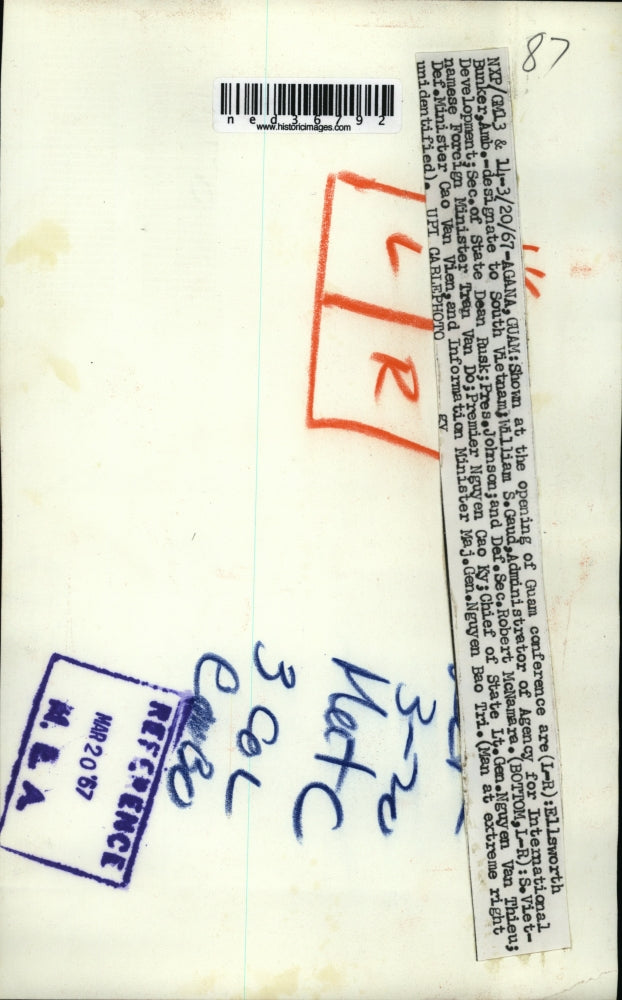 87
ned36792
www.historicimages.com
NXP/GM13 & 14-3/20/67-AGANA,GUAM:Shown at the opening of Guam conference are(L-R):Ellsworth
Bunker,Amb.-designate to South Vietnam;William S.Gaud,Administrator of Agency for International
Development;Sec.of State Dean Rusk;Pres.Johnson;and Def.Sec.Robert McNamara.(BOTTOM,L-R):S.Viet-
namese Foreign Minister Tran Van Do;Premier Nguyen Cao Ky;Chief of State Lt.Gen.Nguyen Van Thieu;
Def.Minister Cao Van Vien;and Information Minister Maj.Gen.Nguyen Bao Tri.(Man at extreme right
unidentified). UPI CABLEPHOTO gv
L
R
3-20
3 COL
REFERENCE
MAR 20 '67
N. E. A